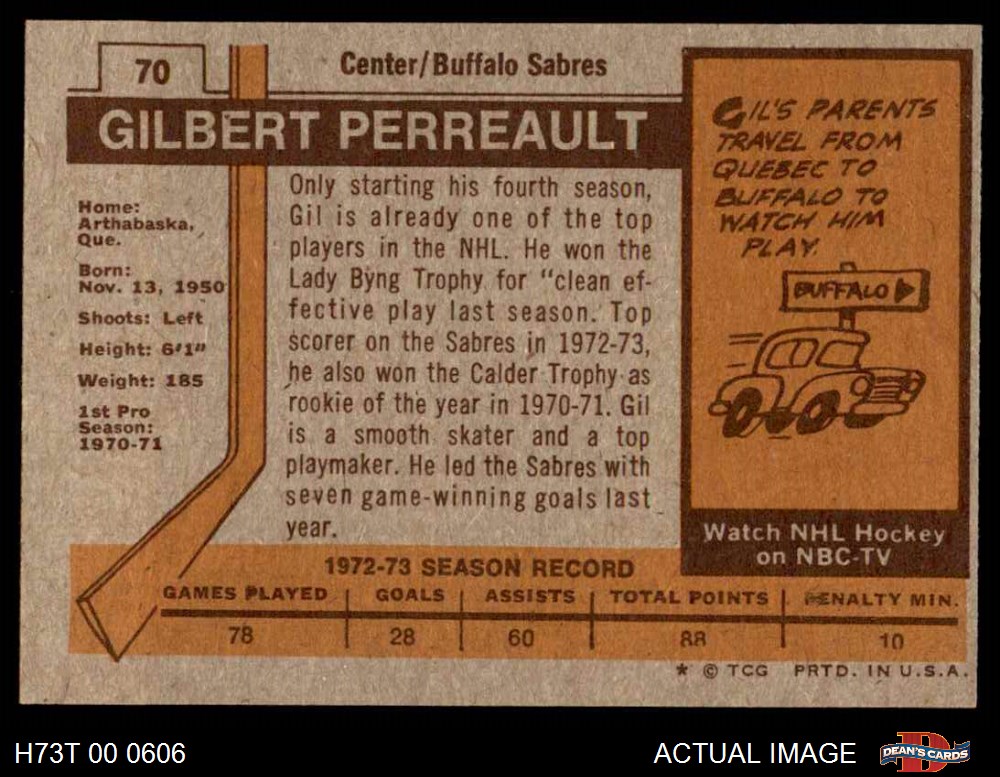 70
Center/Buffalo Sabres
GILBERT PERREAULT
Home:
Arthabaska,
Que.
Born:
Nov. 13, 1950
Shoots: Left
Height: 6'1"
Weight: 185
1st Pro
Season:
1970-71
Only starting his fourth season,
Gil is already one of the top
players in the NHL. He won the
Lady Byng Trophy for "clean ef-
fective play last season. Top
scorer on the Sabres in 1972-73,
he also won the Calder Trophy as
rookie of the year in 1970-71. Gil
is a smooth skater and a top
playmaker. He led the Sabres with
seven game-winning goals last
year.
GIL'S PARENTS
TRAVEL FROM
QUEBEC TO
BUFFALO TO
WATCH HIM
PLAY.
BUFFALO
Watch NHL Hockey
on NBC-TV
1972-73 SEASON RECORD
GAMES PLAYED GOALS ASSISTS TOTAL POINTS PENALTY MIN.
78 28 60 88 10
* © TCG PRTD. IN U.S.A.
H73T 00 0606
ACTUAL IMAGE
DEAN'S CARDS